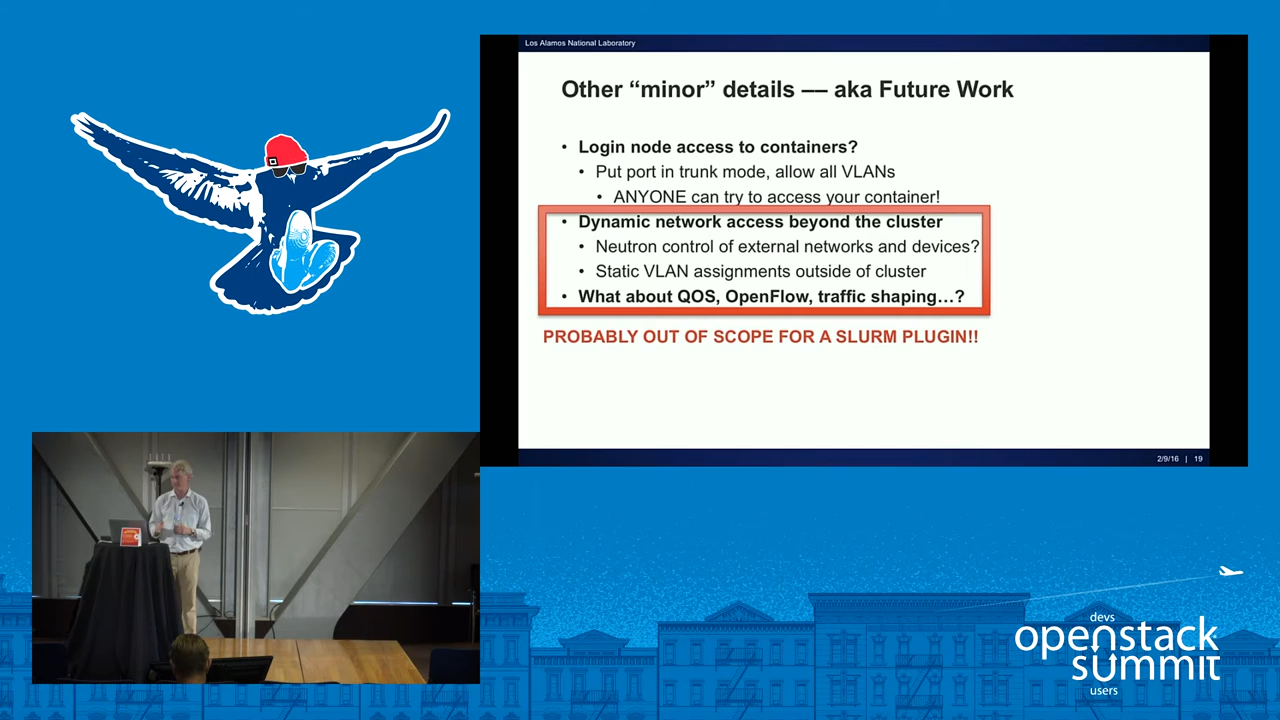 Los Alamos National Laboratory
Other “minor” details –– aka Future Work
• Login node access to containers?
• Put port in trunk mode, allow all VLANs
• ANYONE can try to access your container!
• Dynamic network access beyond the cluster
• Neutron control of external networks and devices?
• Static VLAN assignments outside of cluster
• What about QOS, OpenFlow, traffic shaping…?
PROBABLY OUT OF SCOPE FOR A SLURM PLUGIN!!
2/9/16 | 19
devs
openstack
summit
users